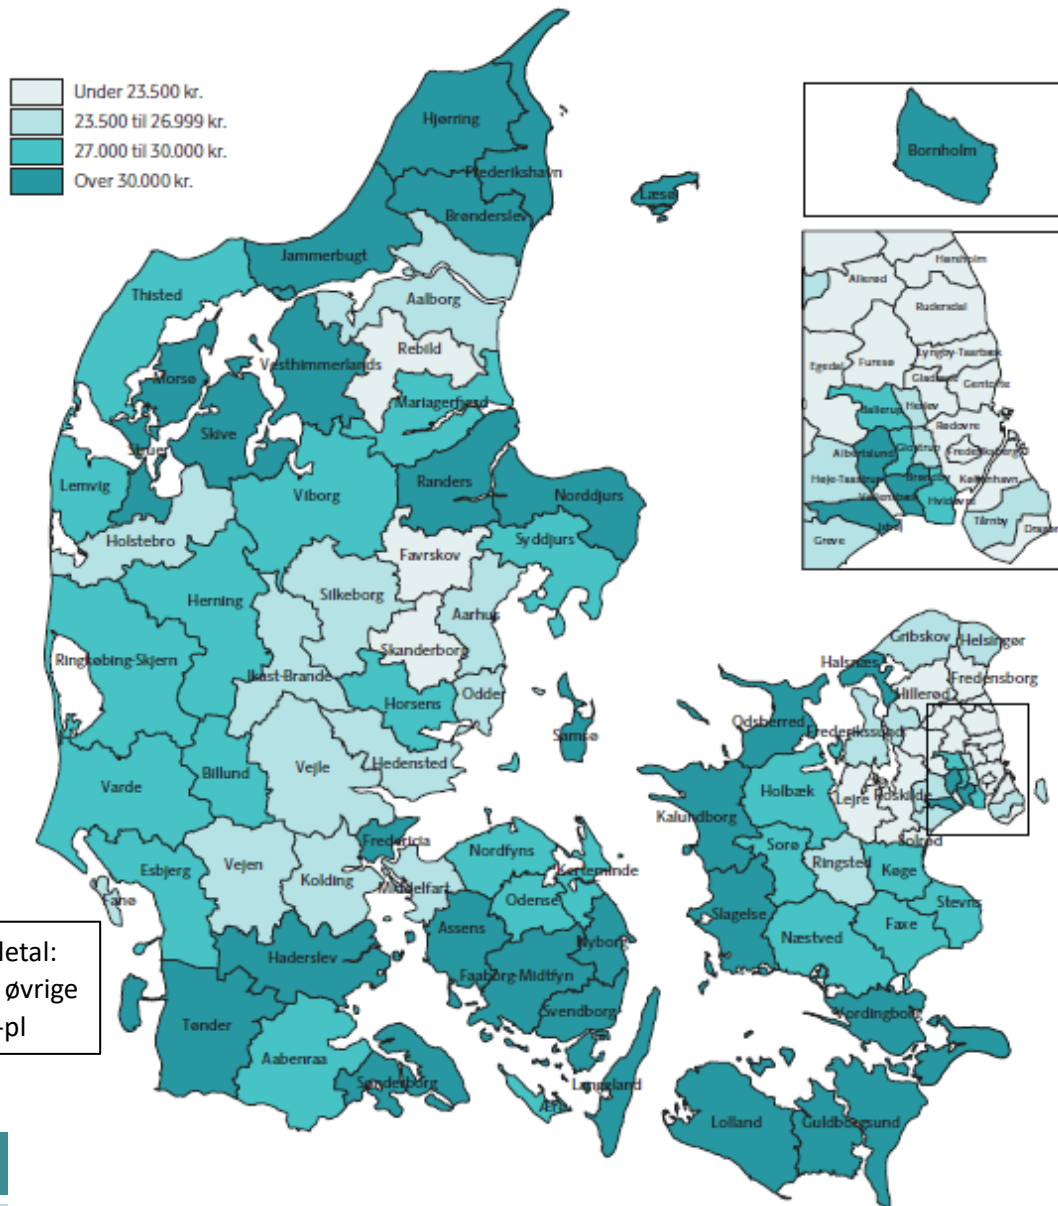 Under 23.500 kr.
23.500 til 26.999 kr.
27.000 til 30.000 kr.
Over 30.000 kr.
Hjørring
Frederikshavn
Læsø
Brønderslev
Jammerbugt
Thisted
Aalborg
Rebild
Vesthimmerlands
Morsø
Mariagerfjord
Skive
Struer
Lemvig
Viborg
Randers
Norddjurs
Holstebro
Syddjurs
Favrskov
Silkeborg
Herning
Aarhus
Skanderborg
Ringkøbing-Skjern
Ikast-Brande
Odder
Horsens
Samsø
Hedensted
Vejle
Billund
Varde
Fredericia
Esbjerg
Vejen
Kolding
Middelfart
Nordfyns
Kerteminde
Odense
Fanø
Assens
Nyborg
Haderslev
Faaborg-Midtfyn
Svendborg
Tønder
Aabenraa
Sønderborg
Langeland
Ærø
letal:
øvrige
-pl
Bornholm
Hørsholm
Allerød
Rudersdal
Lyngby-Taarbæk
Egedal
Furesø
Gladsaxe
Gentofte
Ballerup
Herlev
Rødovre
Albertslund
Glostrup
Frederiksberg
Høje-Taastrup
Brøndby
København
Vallensbæk
Hvidovre
Ishøj
Tårnby
Dragør
Greve
Gribskov
Helsingør
Halsnæs
Fredensborg
Hillerød
Odsherred
Frederikssund
Holbæk
Lejre
Roskilde
Kalundborg
Solrød
Sorø
Ringsted
Køge
Stevns
Slagelse
Næstved
Faxe
Vordingborg
Lolland
Guldborgsund